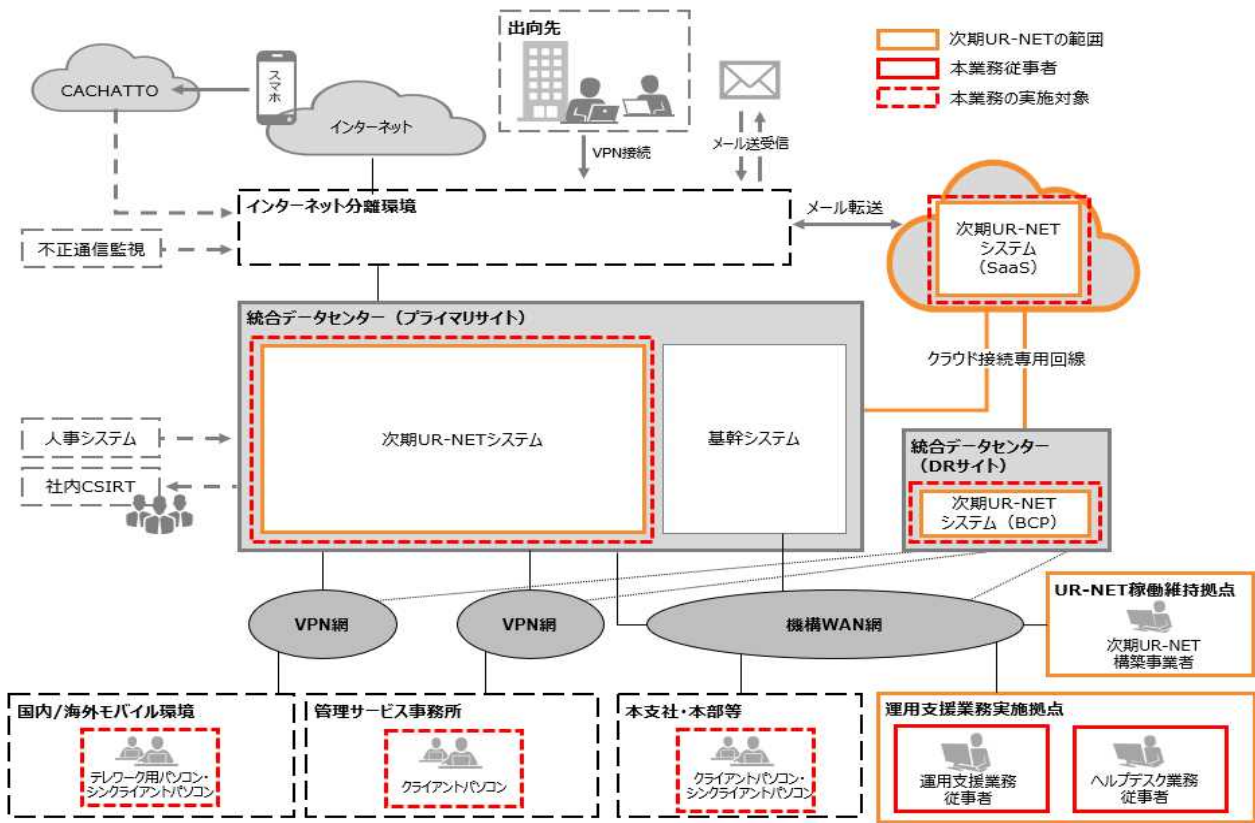 出向先
次期UR-NETの範囲
本業務従事者
本業務の実施対象
CACHATTO
スマホ
インターネット
VPN接続
メール送受信
インターネット分離環境
メール転送
不正通信監視
次期UR-NET
システム
（SaaS）
統合データセンター（プライマリサイト）
クラウド接続専用回線
人事システム
次期UR-NETシステム
基幹システム
統合データセンター
（DRサイト）
社内CSIRT
次期UR-NET
システム（BCP）
VPN網
VPN網
機構WAN網
UR-NET稼働維持拠点
次期UR-NET
構築事業者
国内/海外モバイル環境
テレワーク用パソコン・
シンクライアントパソコン
管理サービス事務所
クライアントパソコン
本支社・本部等
クライアントパソコン・
シンクライアントパソコン
運用支援業務実施拠点
運用支援業務
従事者
ヘルプデスク業務
従事者